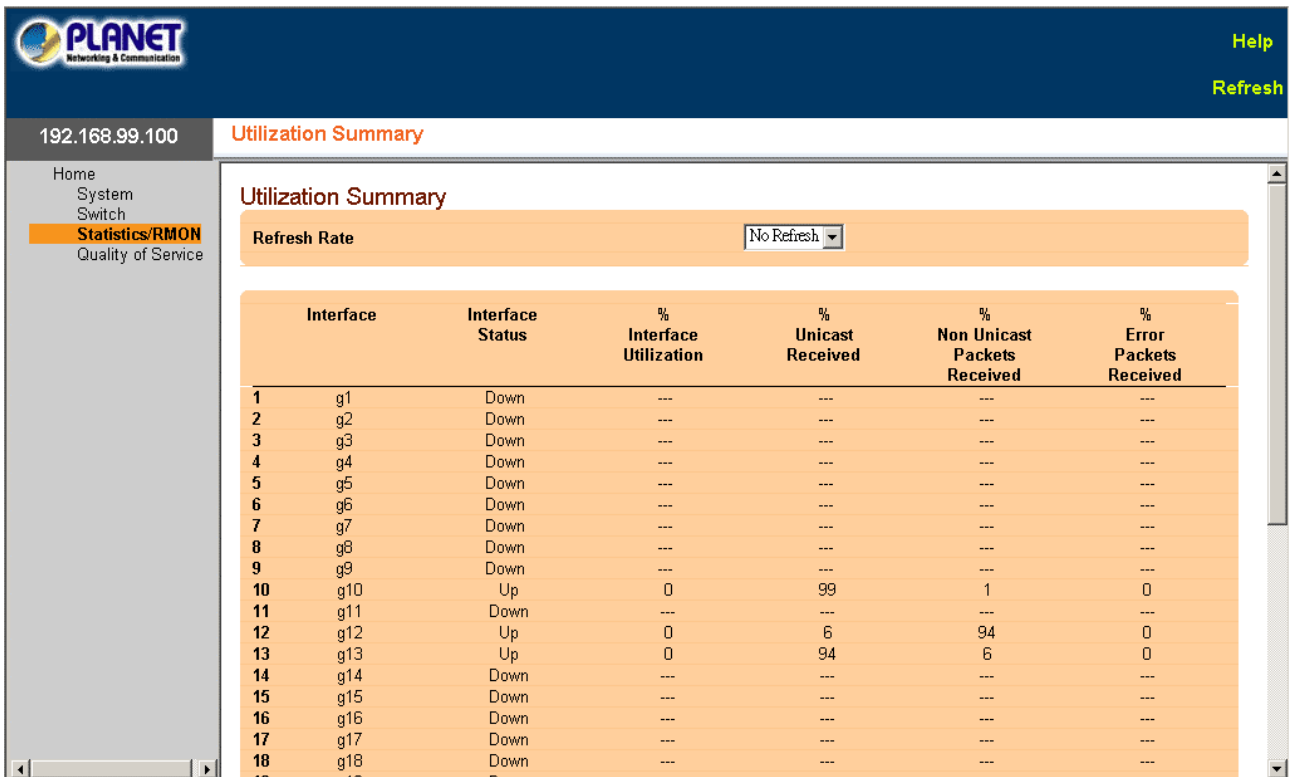 PLANET
Networking & Communication
Help
Refresh
192.168.99.100
Utilization Summary
Home
System
Switch
Statistics/RMON
Quality of Service
Utilization Summary
Refresh Rate No Refresh
Interface Interface Status % Interface Utilization % Unicast Received % Non Unicast Packets Received % Error Packets Received
1 g1 Down --- --- --- ---
2 g2 Down --- --- --- ---
3 g3 Down --- --- --- ---
4 g4 Down --- --- --- ---
5 g5 Down --- --- --- ---
6 g6 Down --- --- --- ---
7 g7 Down --- --- --- ---
8 g8 Down --- --- --- ---
9 g9 Down --- --- --- ---
10 g10 Up 0 99 1 0
11 g11 Down --- --- --- ---
12 g12 Up 0 6 94 0
13 g13 Up 0 94 6 0
14 g14 Down --- --- --- ---
15 g15 Down --- --- --- ---
16 g16 Down --- --- --- ---
17 g17 Down --- --- --- ---
18 g18 Down --- --- --- ---